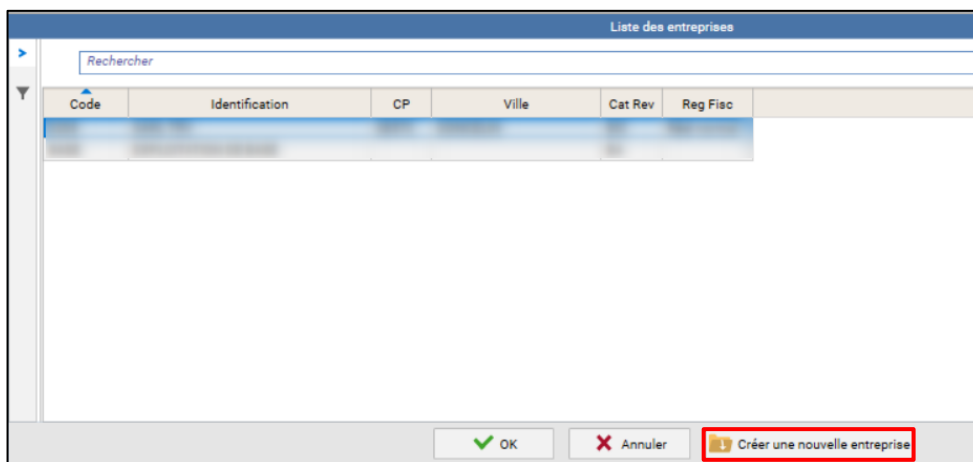 Liste des entreprises
Rechercher
Code Identification CP Ville Cat Rev Reg Fisc
OK Annuler Créer une nouvelle entreprise